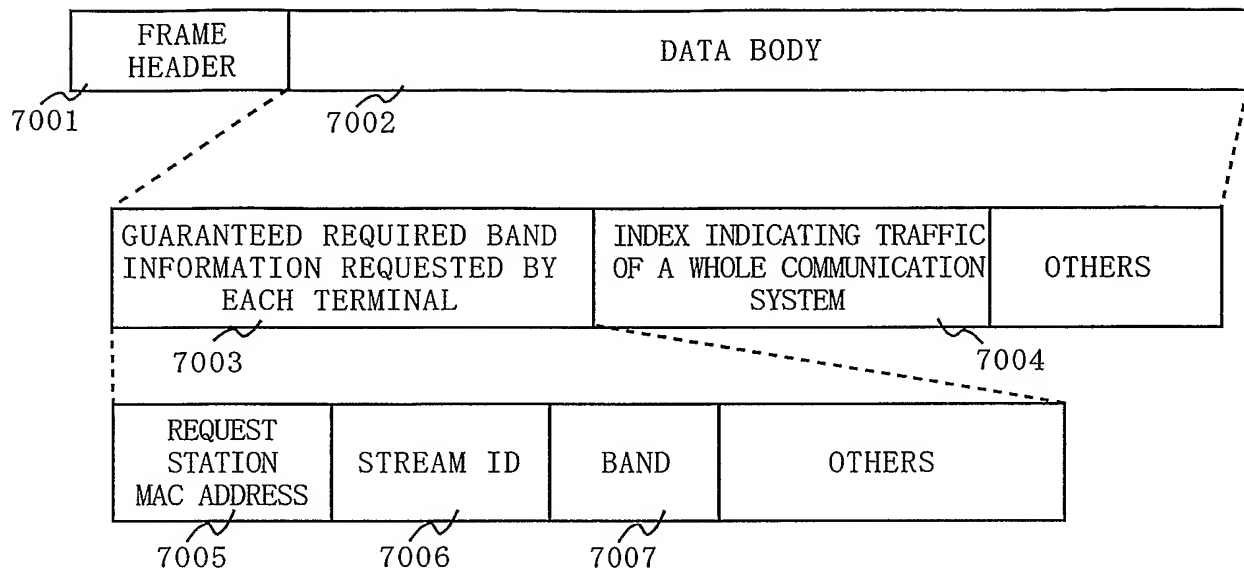 FRAME
HEADER
DATA BODY
7001
7002
GUARANTEED REQUIRED BAND
INFORMATION REQUESTED BY
EACH TERMINAL
INDEX INDICATING TRAFFIC
OF A WHOLE COMMUNICATION
SYSTEM
OTHERS
7003
7004
REQUEST
STATION
MAC ADDRESS
STREAM ID
BAND
OTHERS
7005
7006
7007